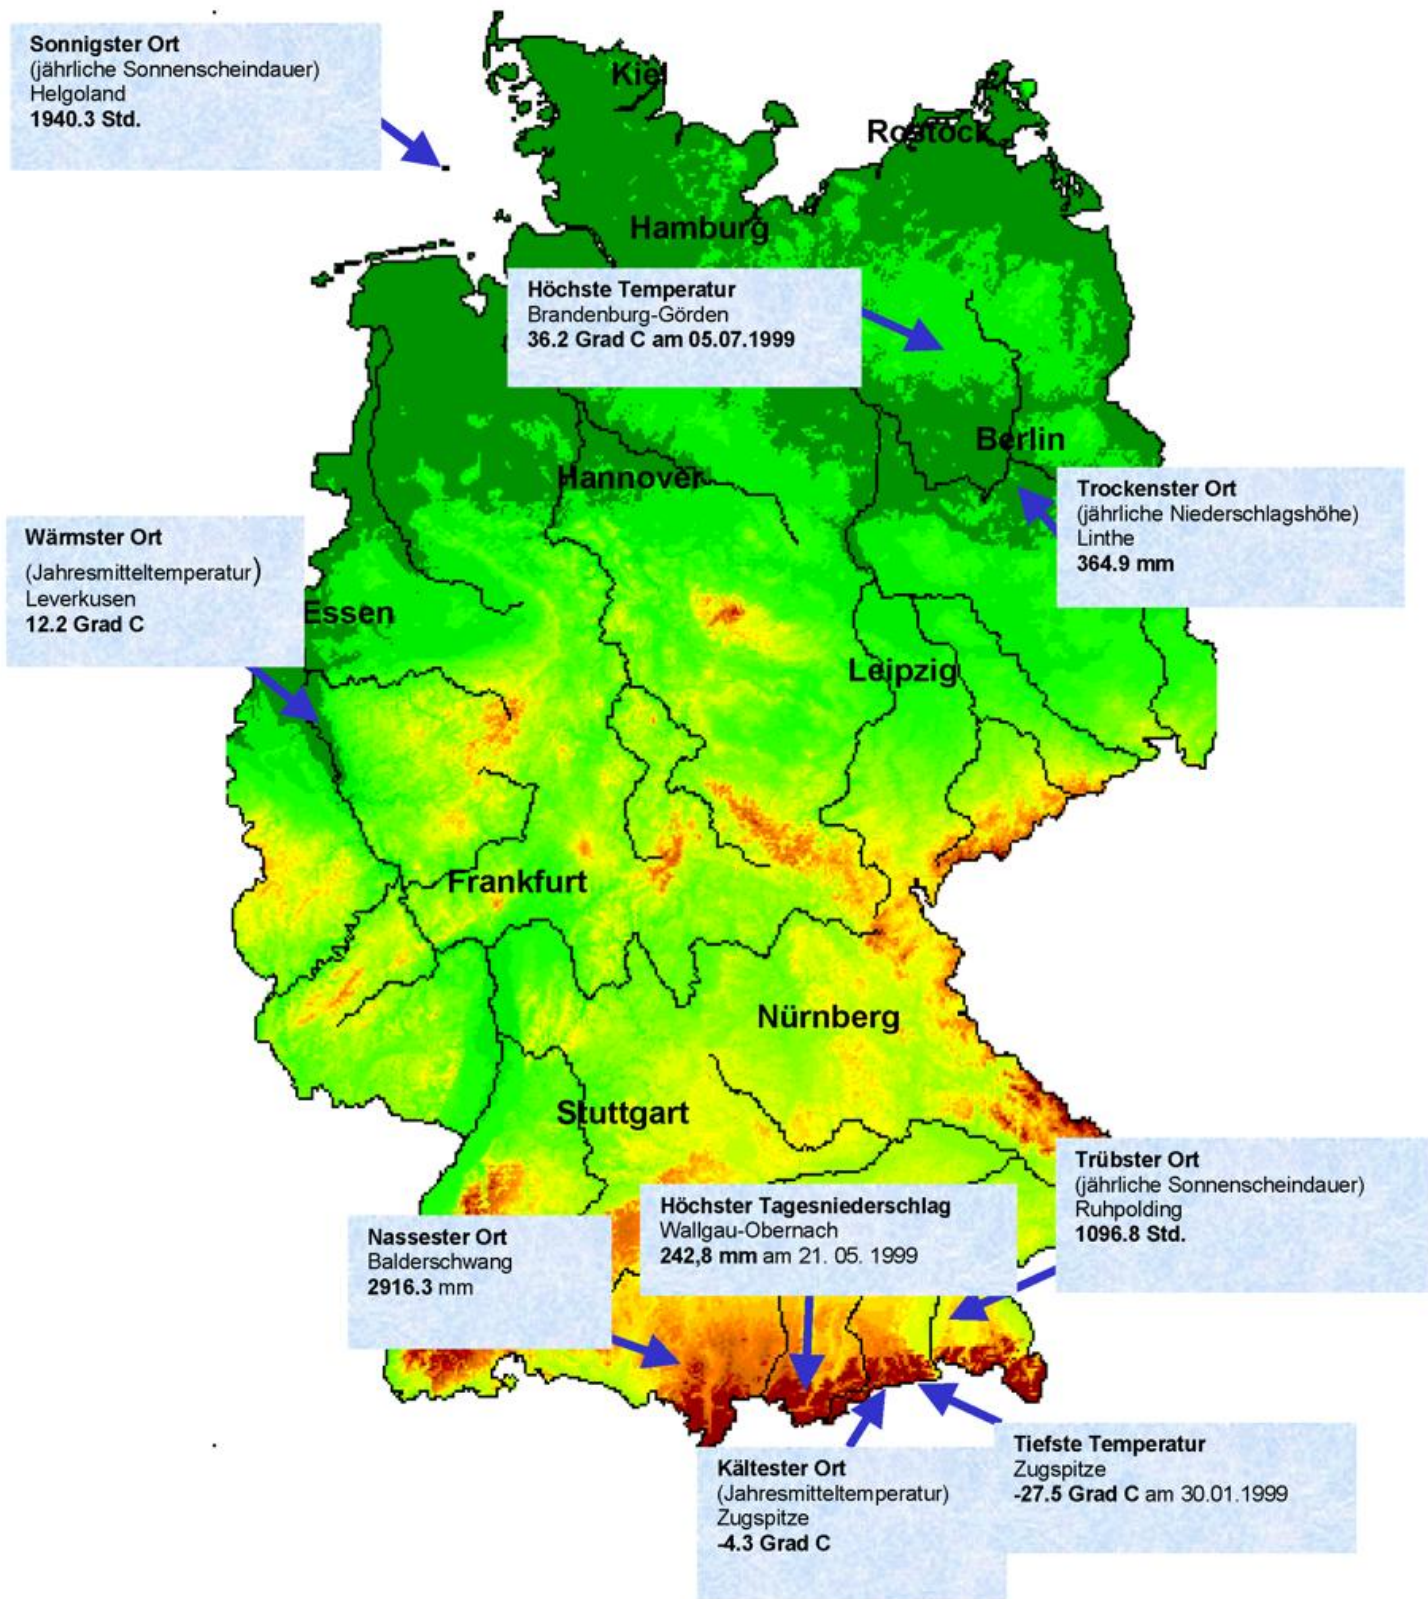 Sonnigster Ort
(jährliche Sonnenscheindauer)
Helgoland
1940.3 Std.
Kiel
Rostock
Hamburg
Höchste Temperatur
Brandenburg-Görden
36.2 Grad C am 05.07.1999
Berlin
Hannover
Trockenster Ort
(jährliche Niederschlagshöhe)
Linthe
364.9 mm
Wärmster Ort
(Jahresmitteltemperatur)
Leverkusen
12.2 Grad C
Essen
Leipzig
Frankfurt
Nürnberg
Stuttgart
Trübster Ort
(jährliche Sonnenscheindauer)
Ruhpolding
1096.8 Std.
Höchster Tagesniederschlag
Wallgau-Obernach
242,8 mm am 21. 05. 1999
Nassester Ort
Balderschwang
2916.3 mm
Tiefste Temperatur
Zugspitze
-27.5 Grad C am 30.01.1999
Kältester Ort
(Jahresmitteltemperatur)
Zugspitze
-4.3 Grad C